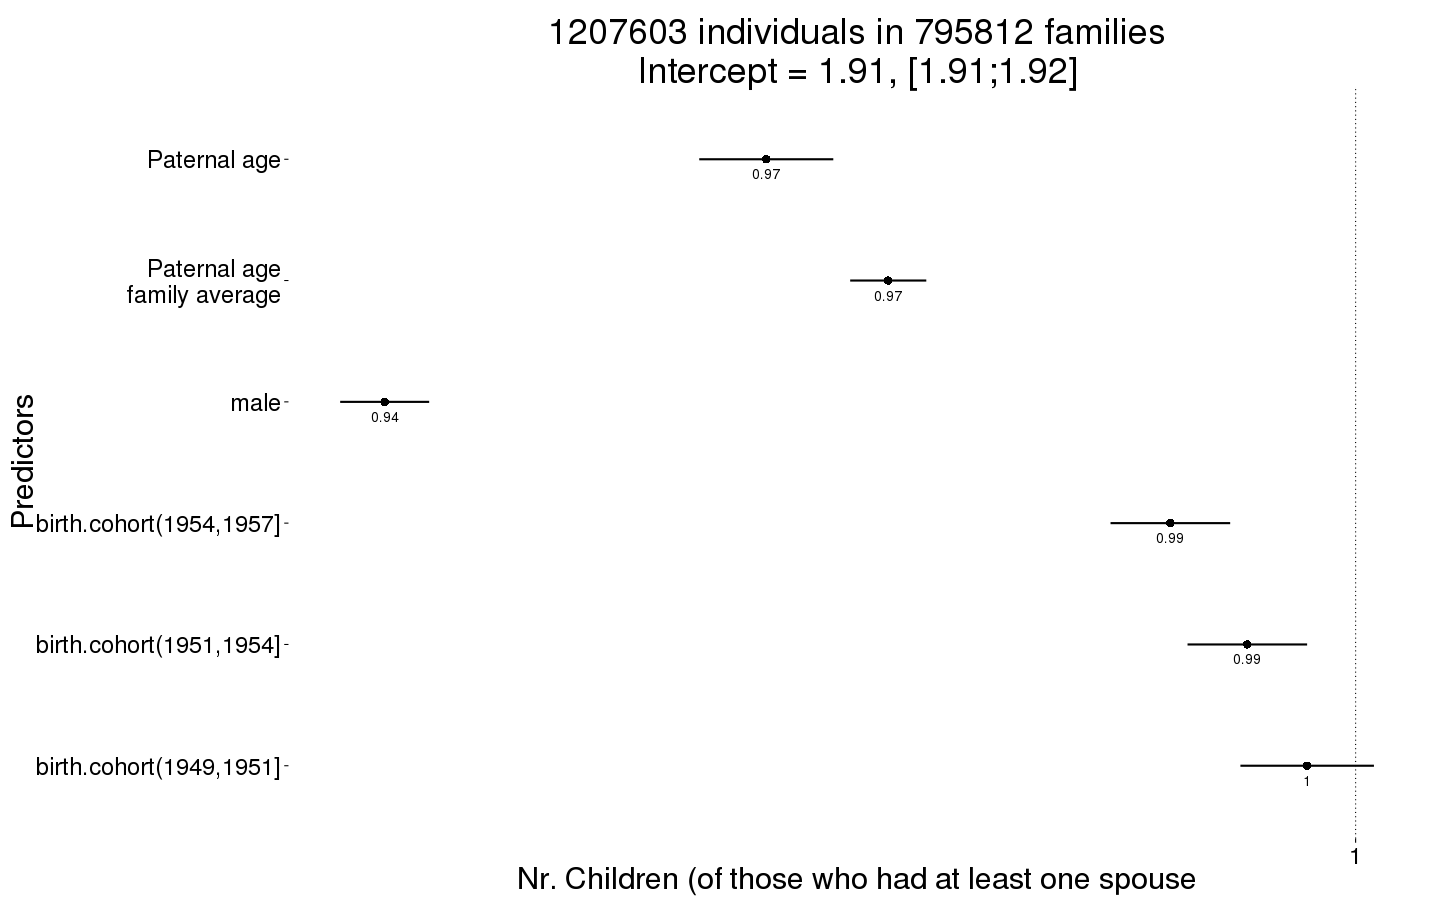 1207603 individuals in 795812 families
Intercept = 1.91, [1.91;1.92]
Paternal age
0.97
Paternal age
family average
0.97
male
0.94
Predictors
birth.cohort(1954,1957]
0.99
birth.cohort(1951,1954]
0.99
birth.cohort(1949,1951]
1
1
Nr. Children (of those who had at least one spouse